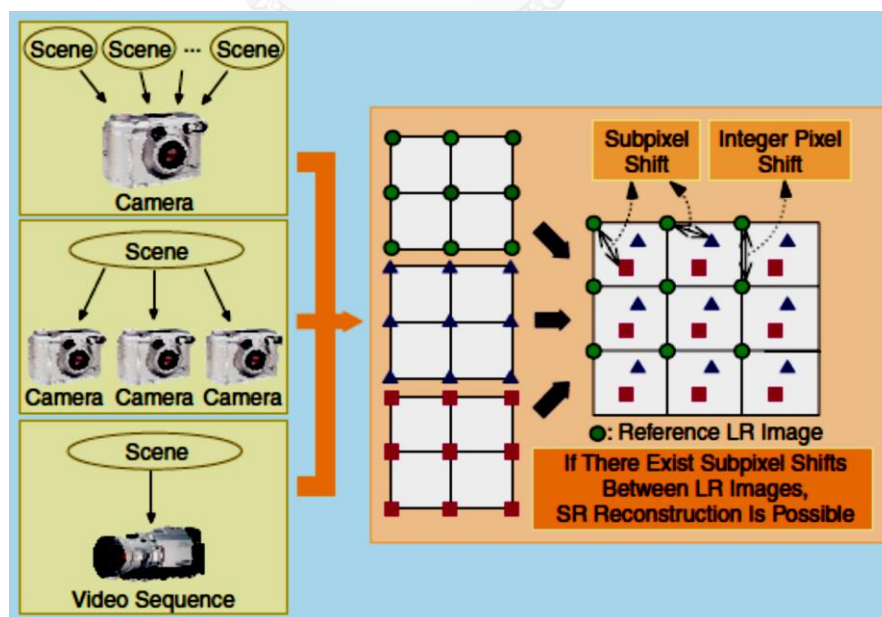 Scene Scene ... Scene
Camera
Scene
Camera Camera Camera
Scene
Video Sequence
Subpixel
Shift
Integer Pixel
Shift
: Reference LR Image
If There Exist Subpixel Shifts
Between LR Images,
SR Reconstruction Is Possible